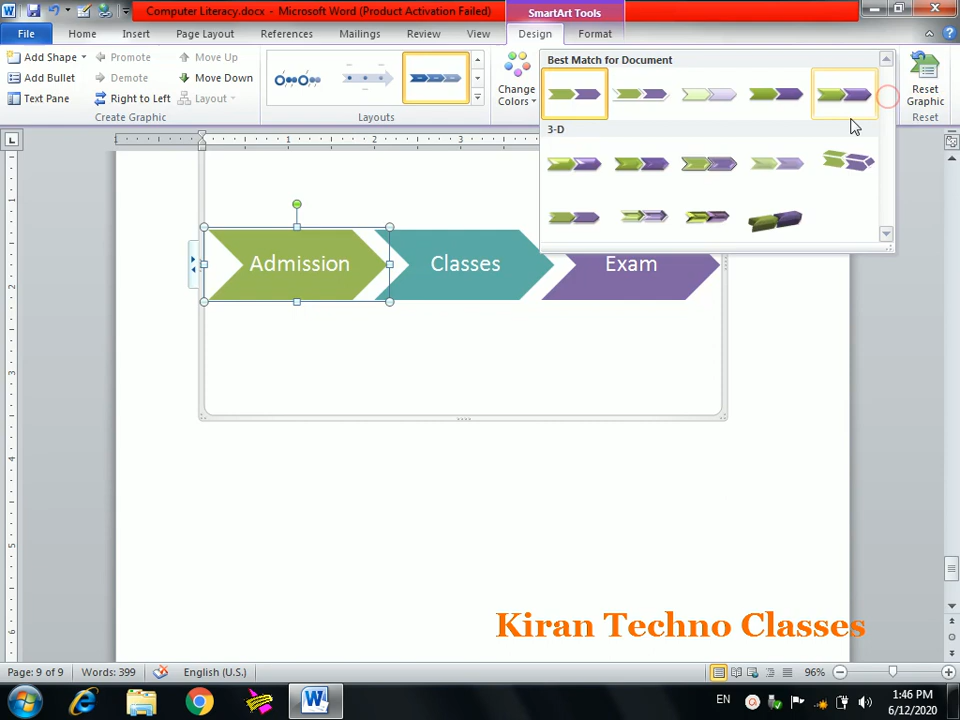 Computer Literacy.docx - Microsoft Word (Product Activation Failed)
SmartArt Tools
File
Home
Insert
Page Layout
References
Mailings
Review
View
Design
Format
Add Shape
Promote
Move Up
Add Bullet
Demote
Move Down
Text Pane
Right to Left
Layout
Create Graphic
Layouts
Change
Colors
Best Match for Document
3-D
Reset
Graphic
Reset
Admission
Classes
Exam
Kiran Techno Classes
Page: 9 of 9
Words: 399
English (U.S.)
96%
EN
1:46 PM
6/12/2020